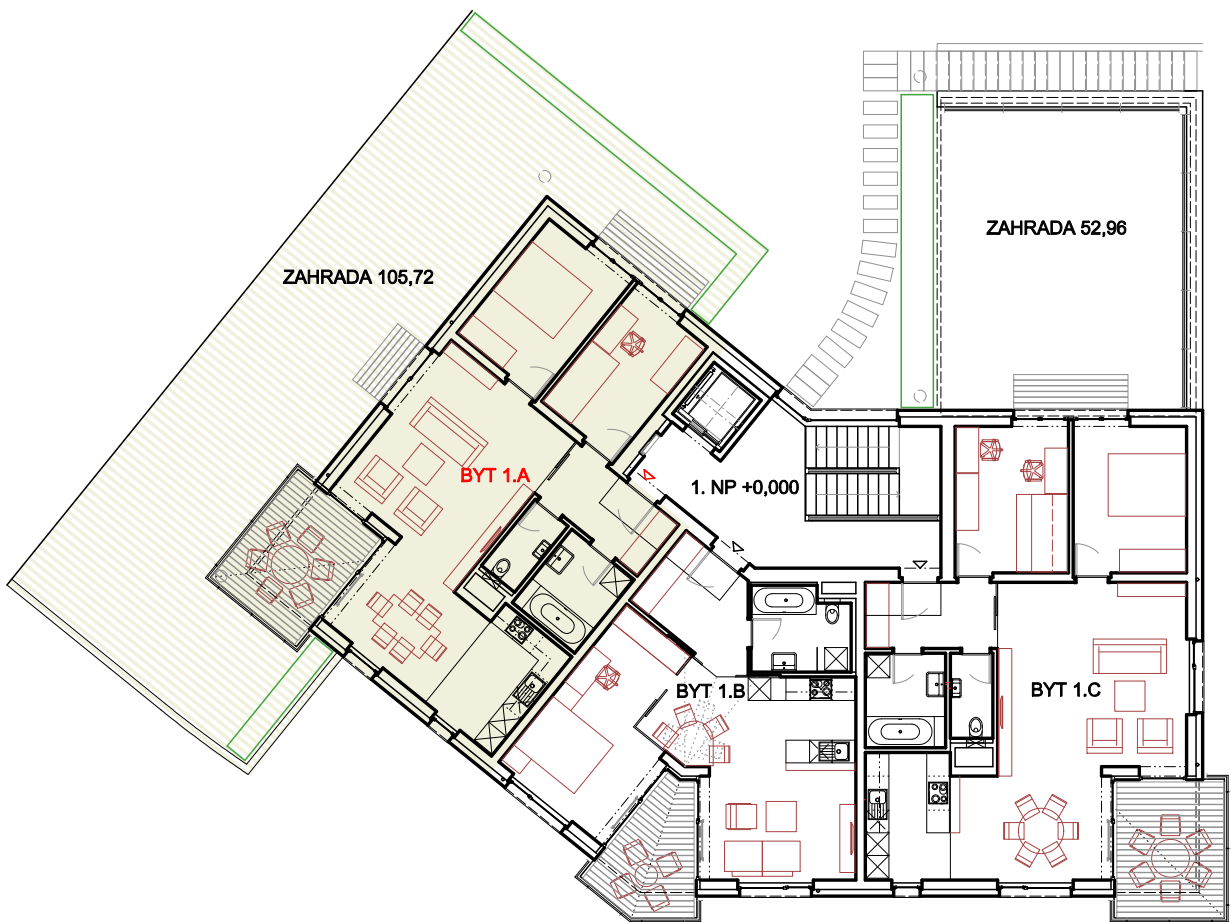 ZAHRADA 52,96
ZAHRADA 105,72
BYT 1.A
1. NP +0,000
BYT 1.B
BYT 1.C